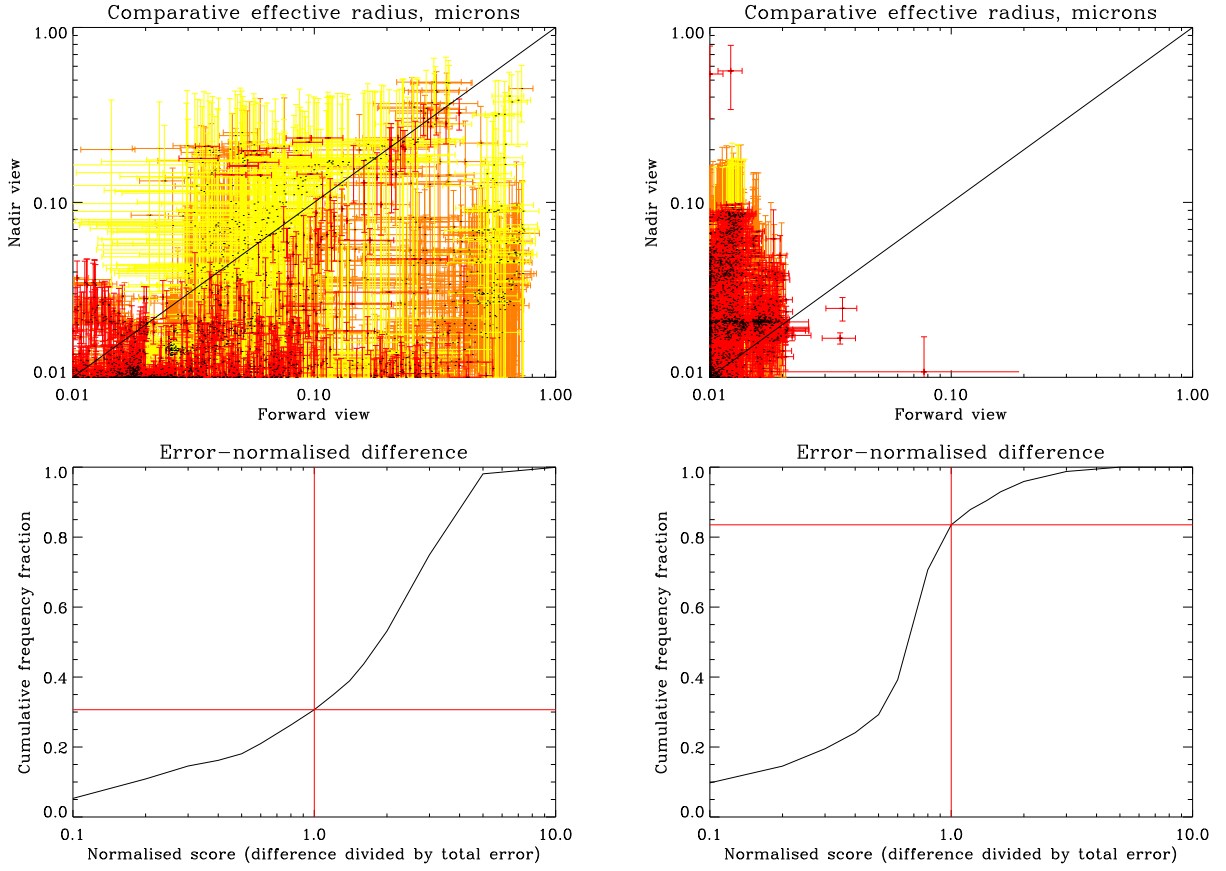 Comparative effective radius, microns
1.00
0.10
0.01
Nadir view
0.01
0.10
1.00
Forward view
Comparative effective radius, microns
1.00
0.10
0.01
Nadir view
0.01
0.10
1.00
Forward view
Error-normalised difference
1.0
0.8
0.6
0.4
0.2
0.0
Cumulative frequency fraction
0.1
1.0
10.0
Normalised score (difference divided by total error)
Error-normalised difference
1.0
0.8
0.6
0.4
0.2
0.0
Cumulative frequency fraction
0.1
1.0
10.0
Normalised score (difference divided by total error)